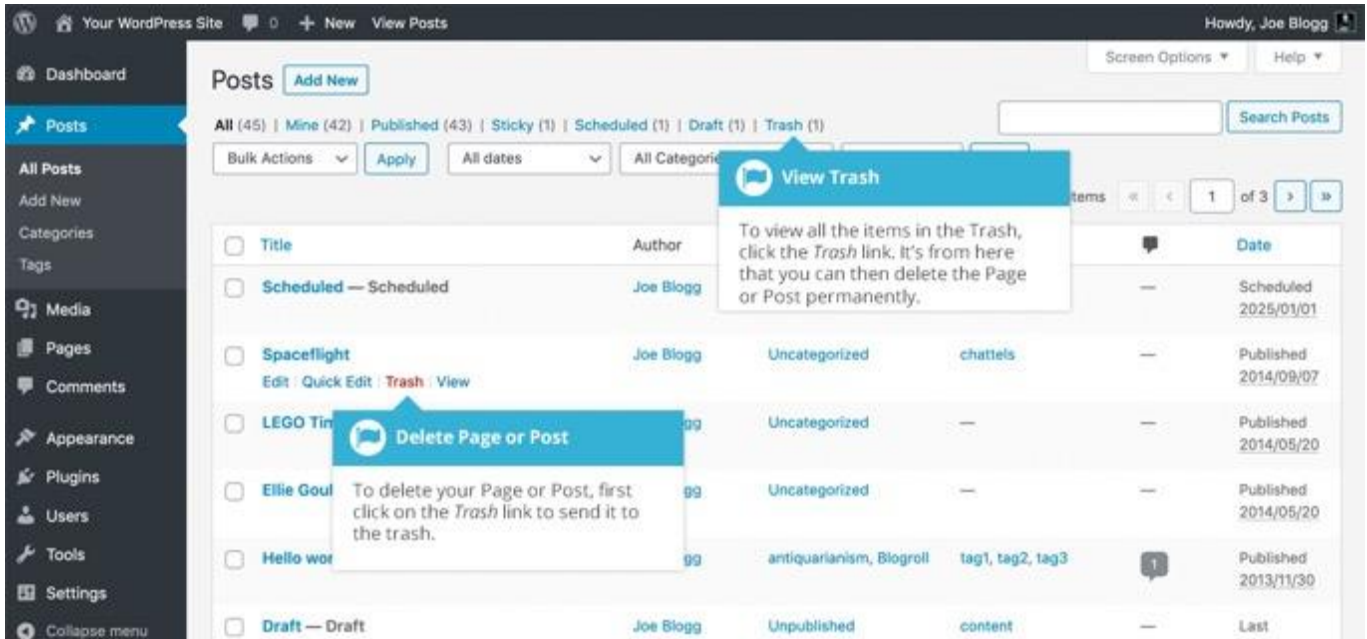 Your WordPress Site 0 + New View Posts Howdy, Joe Blogg
Dashboard
Posts
All Posts
Add New
Categories
Tags
Media
Pages
Comments
Appearance
Plugins
Users
Tools
Settings
Collapse menu
Screen Options Help
Posts Add New
All (45) | Mine (42) | Published (43) | Sticky (1) | Scheduled (1) | Draft (1) | Trash (1)
Search Posts
Bulk Actions Apply All dates All Categorie
« ‹ 1 of 3 › »
View Trash
To view all the items in the Trash,
click the Trash link. It's from here
that you can then delete the Page
or Post permanently.
Title Author Date
Scheduled — Scheduled Joe Blogg — Scheduled
2025/01/01
Spaceflight Joe Blogg Uncategorized chattels — Published
Edit | Quick Edit | Trash | View 2014/09/07
LEGO Uncategorized — — Published
2014/05/20
Delete Page or Post
To delete your Page or Post, first
click on the Trash link to send it to
the trash.
Ellie Uncategorized — — Published
2014/05/20
Hello antiquarianism, Blogroll tag1, tag2, tag3 1 Published
2013/11/30
Draft — Draft Joe Blogg Unpublished content — Last